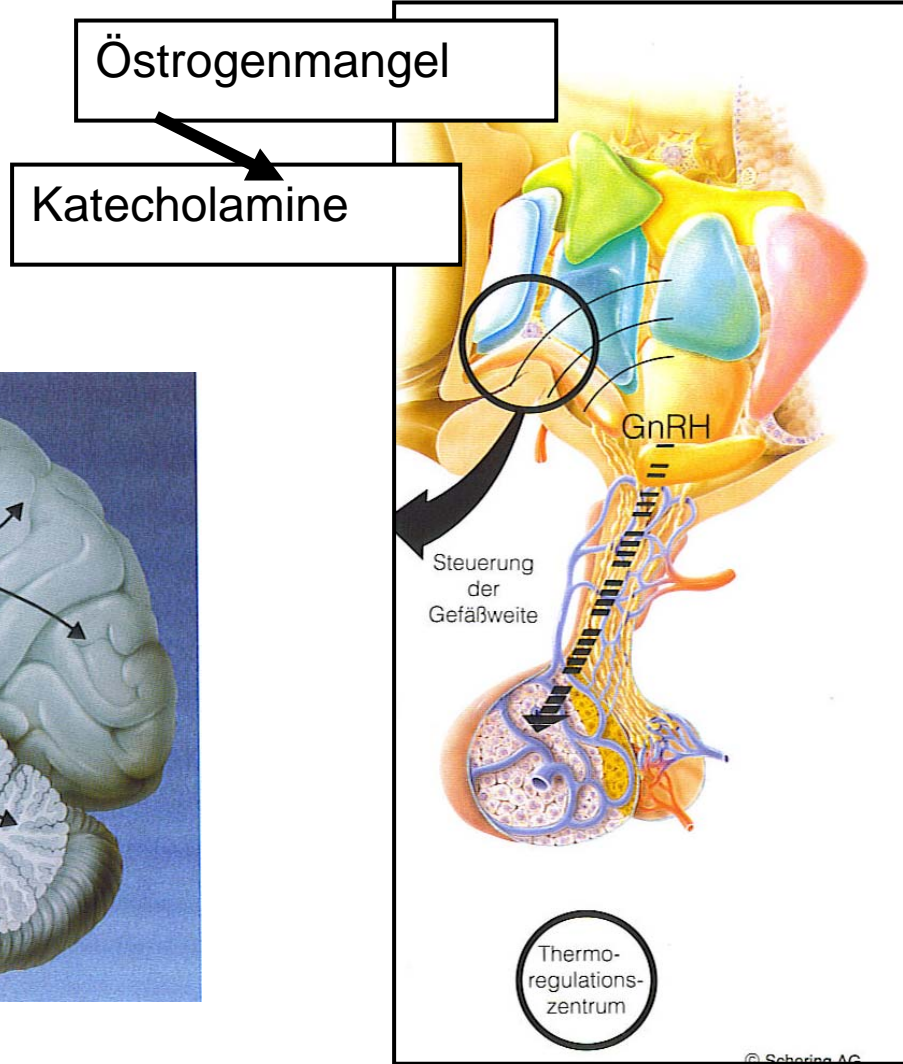 Östrogenmangel
Katecholamine
GnRH
Steuerung
der
Gefäßweite
Thermo-
regulations-
zentrum
© Schering AG